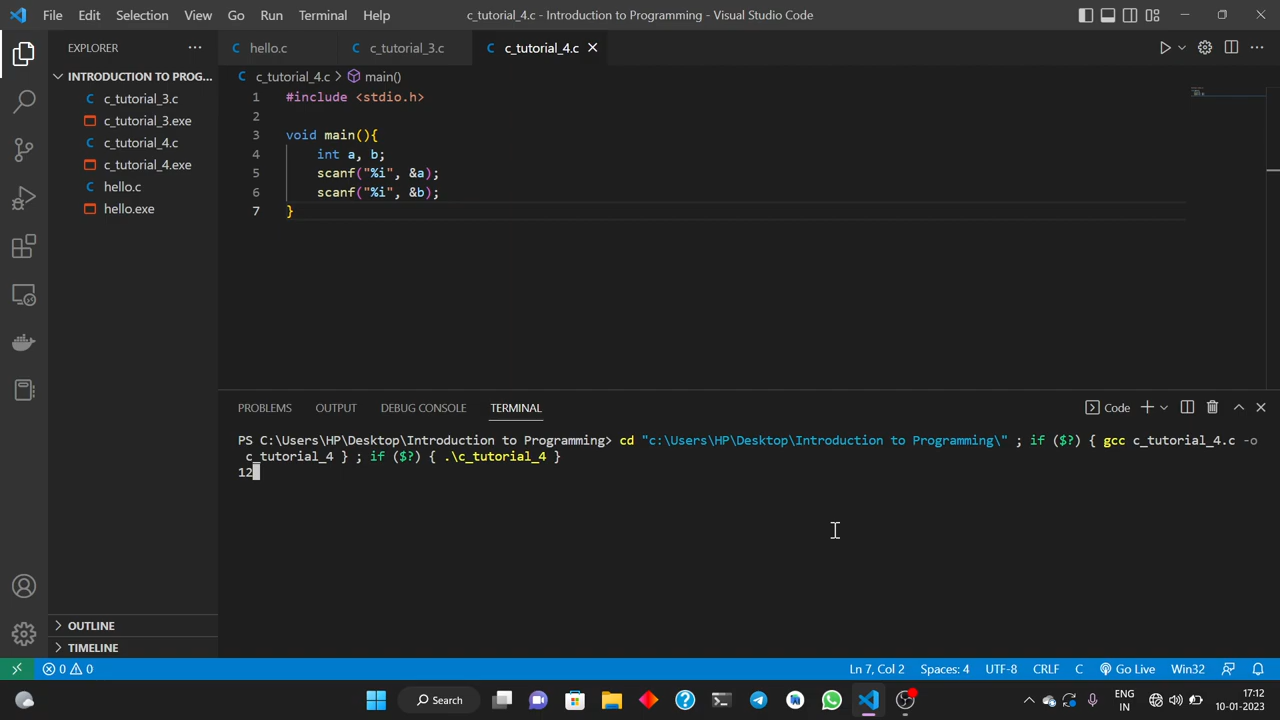 File Edit Selection View Go Run Terminal Help c_tutorial_4.c - Introduction to Programming - Visual Studio Code
EXPLORER
hello.c c_tutorial_3.c c_tutorial_4.c
INTRODUCTION TO PROG...
c_tutorial_3.c
c_tutorial_3.exe
c_tutorial_4.c
c_tutorial_4.exe
hello.c
hello.exe
OUTLINE
TIMELINE
c_tutorial_4.c > main()
1 #include <stdio.h>
2
3 void main(){
4 int a, b;
5 scanf("%i", &a);
6 scanf("%i", &b);
7 }
PROBLEMS OUTPUT DEBUG CONSOLE TERMINAL Code
PS C:\Users\HP\Desktop\Introduction to Programming> cd "c:\Users\HP\Desktop\Introduction to Programming\" ; if ($?) { gcc c_tutorial_4.c -o
c_tutorial_4 } ; if ($?) { .\c_tutorial_4 }
12
0 0 Ln 7, Col 2 Spaces: 4 UTF-8 CRLF C Go Live Win32
Search
ENG
IN
17:12
10-01-2023